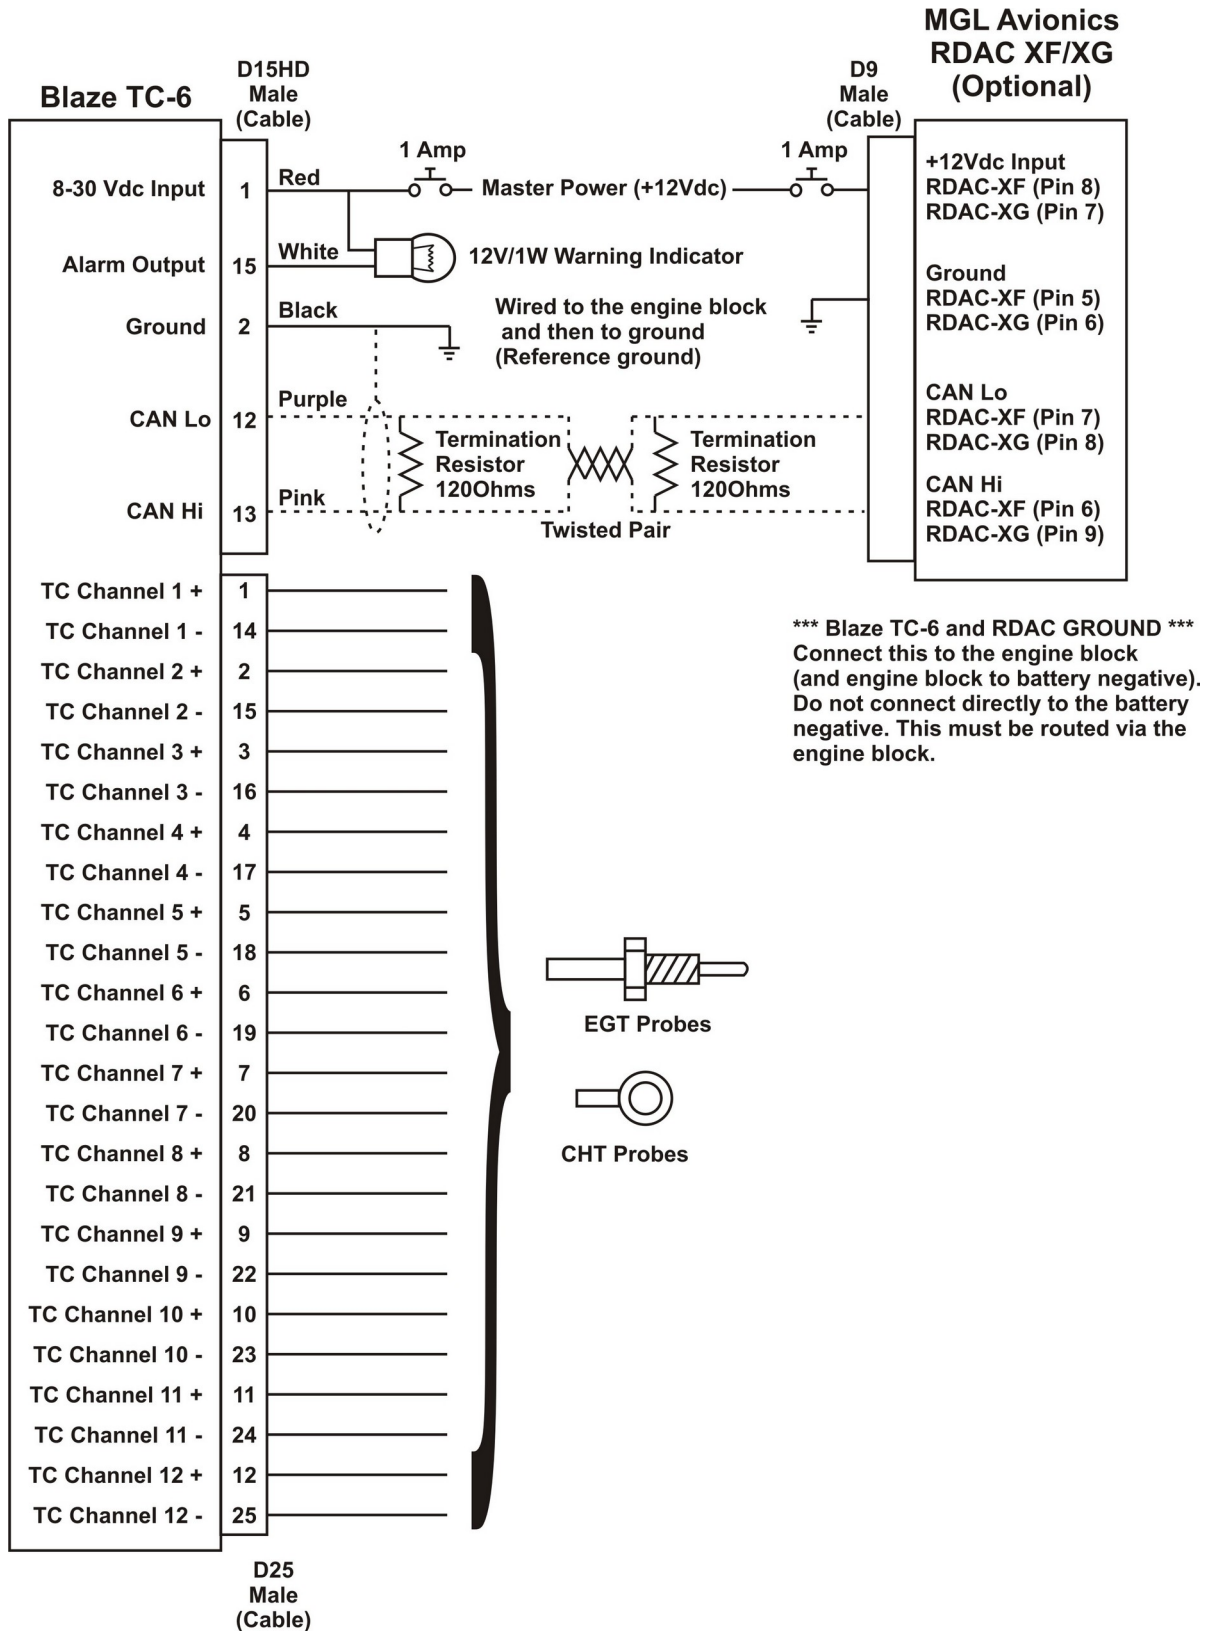 MGL Avionics
RDAC XF/XG
(Optional)
Blaze TC-6
D15HD
Male
(Cable)
D9
Male
(Cable)
8-30 Vdc Input
1
Red
1 Amp
Master Power (+12Vdc)
1 Amp
+12Vdc Input
RDAC-XF (Pin 8)
RDAC-XG (Pin 7)
Alarm Output
15
White
12V/1W Warning Indicator
Ground
2
Black
Wired to the engine block
and then to ground
(Reference ground)
Ground
RDAC-XF (Pin 5)
RDAC-XG (Pin 6)
CAN Lo
12
Purple
Termination
Resistor
120Ohms
Termination
Resistor
120Ohms
CAN Lo
RDAC-XF (Pin 7)
RDAC-XG (Pin 8)
CAN Hi
13
Pink
Twisted Pair
CAN Hi
RDAC-XF (Pin 6)
RDAC-XG (Pin 9)
TC Channel 1 + 1
TC Channel 1 - 14
TC Channel 2 + 2
TC Channel 2 - 15
TC Channel 3 + 3
TC Channel 3 - 16
TC Channel 4 + 4
TC Channel 4 - 17
TC Channel 5 + 5
TC Channel 5 - 18
TC Channel 6 + 6
TC Channel 6 - 19
TC Channel 7 + 7
TC Channel 7 - 20
TC Channel 8 + 8
TC Channel 8 - 21
TC Channel 9 + 9
TC Channel 9 - 22
TC Channel 10 + 10
TC Channel 10 - 23
TC Channel 11 + 11
TC Channel 11 - 24
TC Channel 12 + 12
TC Channel 12 - 25
D25
Male
(Cable)
EGT Probes
CHT Probes
*** Blaze TC-6 and RDAC GROUND ***
Connect this to the engine block
(and engine block to battery negative).
Do not connect directly to the battery
negative. This must be routed via the
engine block.